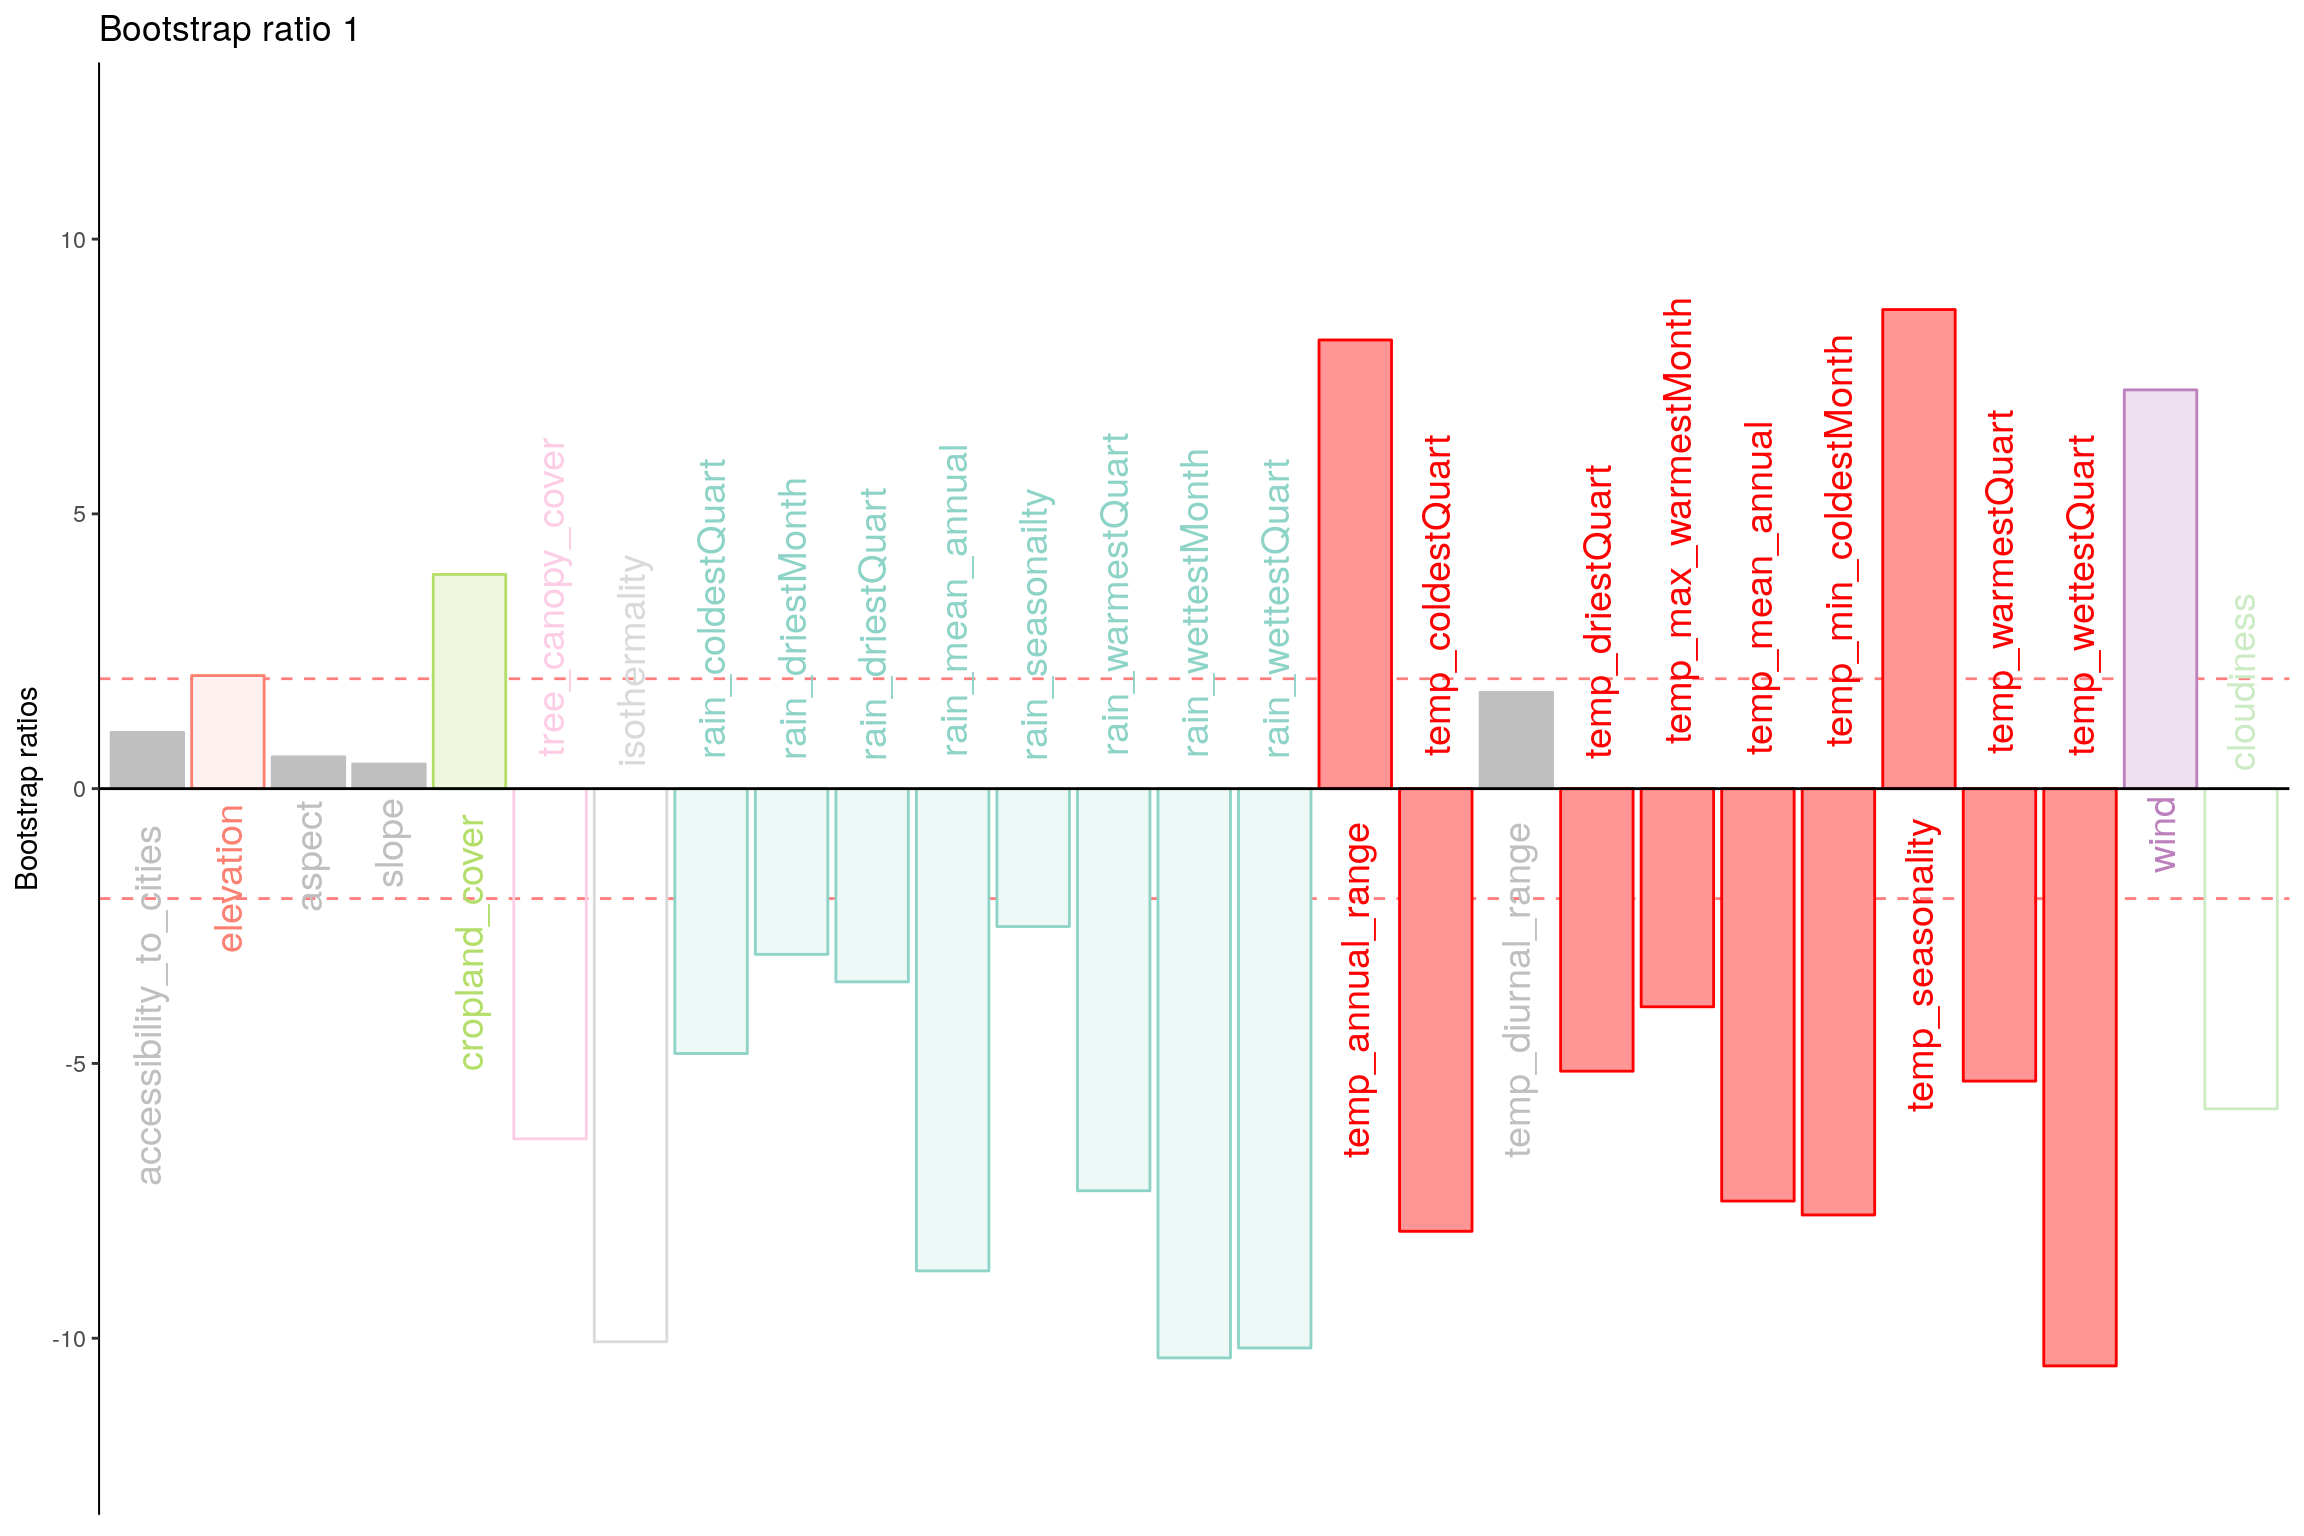 Bootstrap ratio 1
Bootstrap ratios
10
5
0
-5
-10
accessibility_to_cities
elevation
aspect
slope
cropland_cover
tree_canopy_cover
isothermality
rain_coldestQuart
rain_driestMonth
rain_driestQuart
rain_mean_annual
rain_seasonailty
rain_warmestQuart
rain_wettestMonth
rain_wettestQuart
temp_annual_range
temp_coldestQuart
temp_diurnal_range
temp_driestQuart
temp_max_warmestMonth
temp_mean_annual
temp_min_coldestMonth
temp_seasonality
temp_warmestQuart
temp_wettestQuart
wind
cloudiness